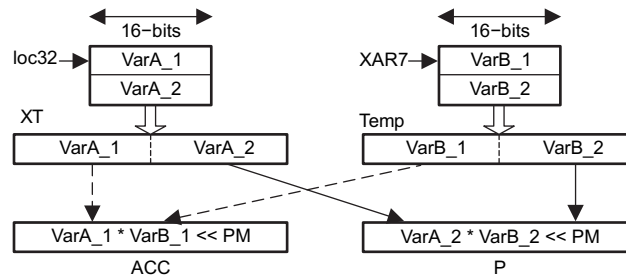 16−bits 16−bits
loc32 VarA_1 XAR7 VarB_1
VarA_2 VarB_2
XT Temp
VarA_1 VarA_2 VarB_1 VarB_2
VarA_1 * VarB_1 << PM VarA_2 * VarB_2 << PM
ACC P